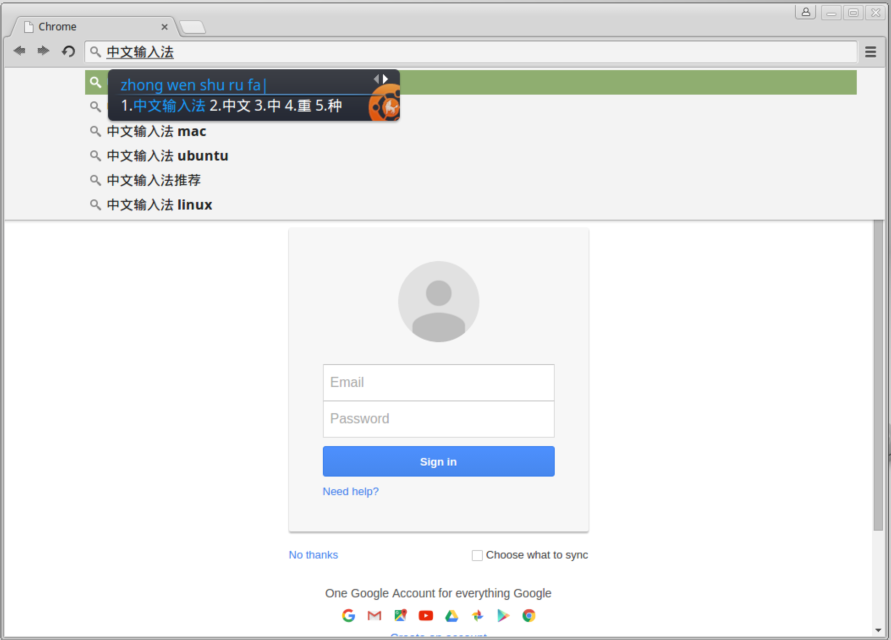 Chrome
中文输入法
zhong wen shu ru fa
1.中文输入法 2.中文 3.中 4.重 5.种
中文输入法 mac
中文输入法 ubuntu
中文输入法推荐
中文输入法 linux
Email
Password
Sign in
Need help?
No thanks
Choose what to sync
One Google Account for everything Google
Create an account